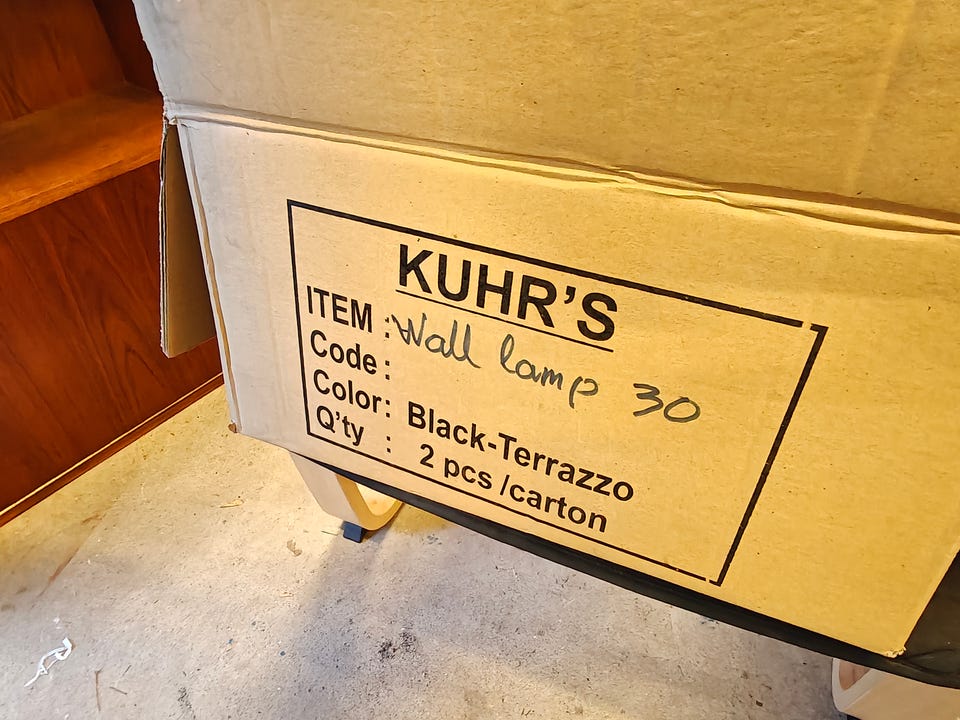 KUHR'S
ITEM : Wall lamp 30
Code :
Color : Black-Terrazzo
Q'ty : 2 pcs /carton